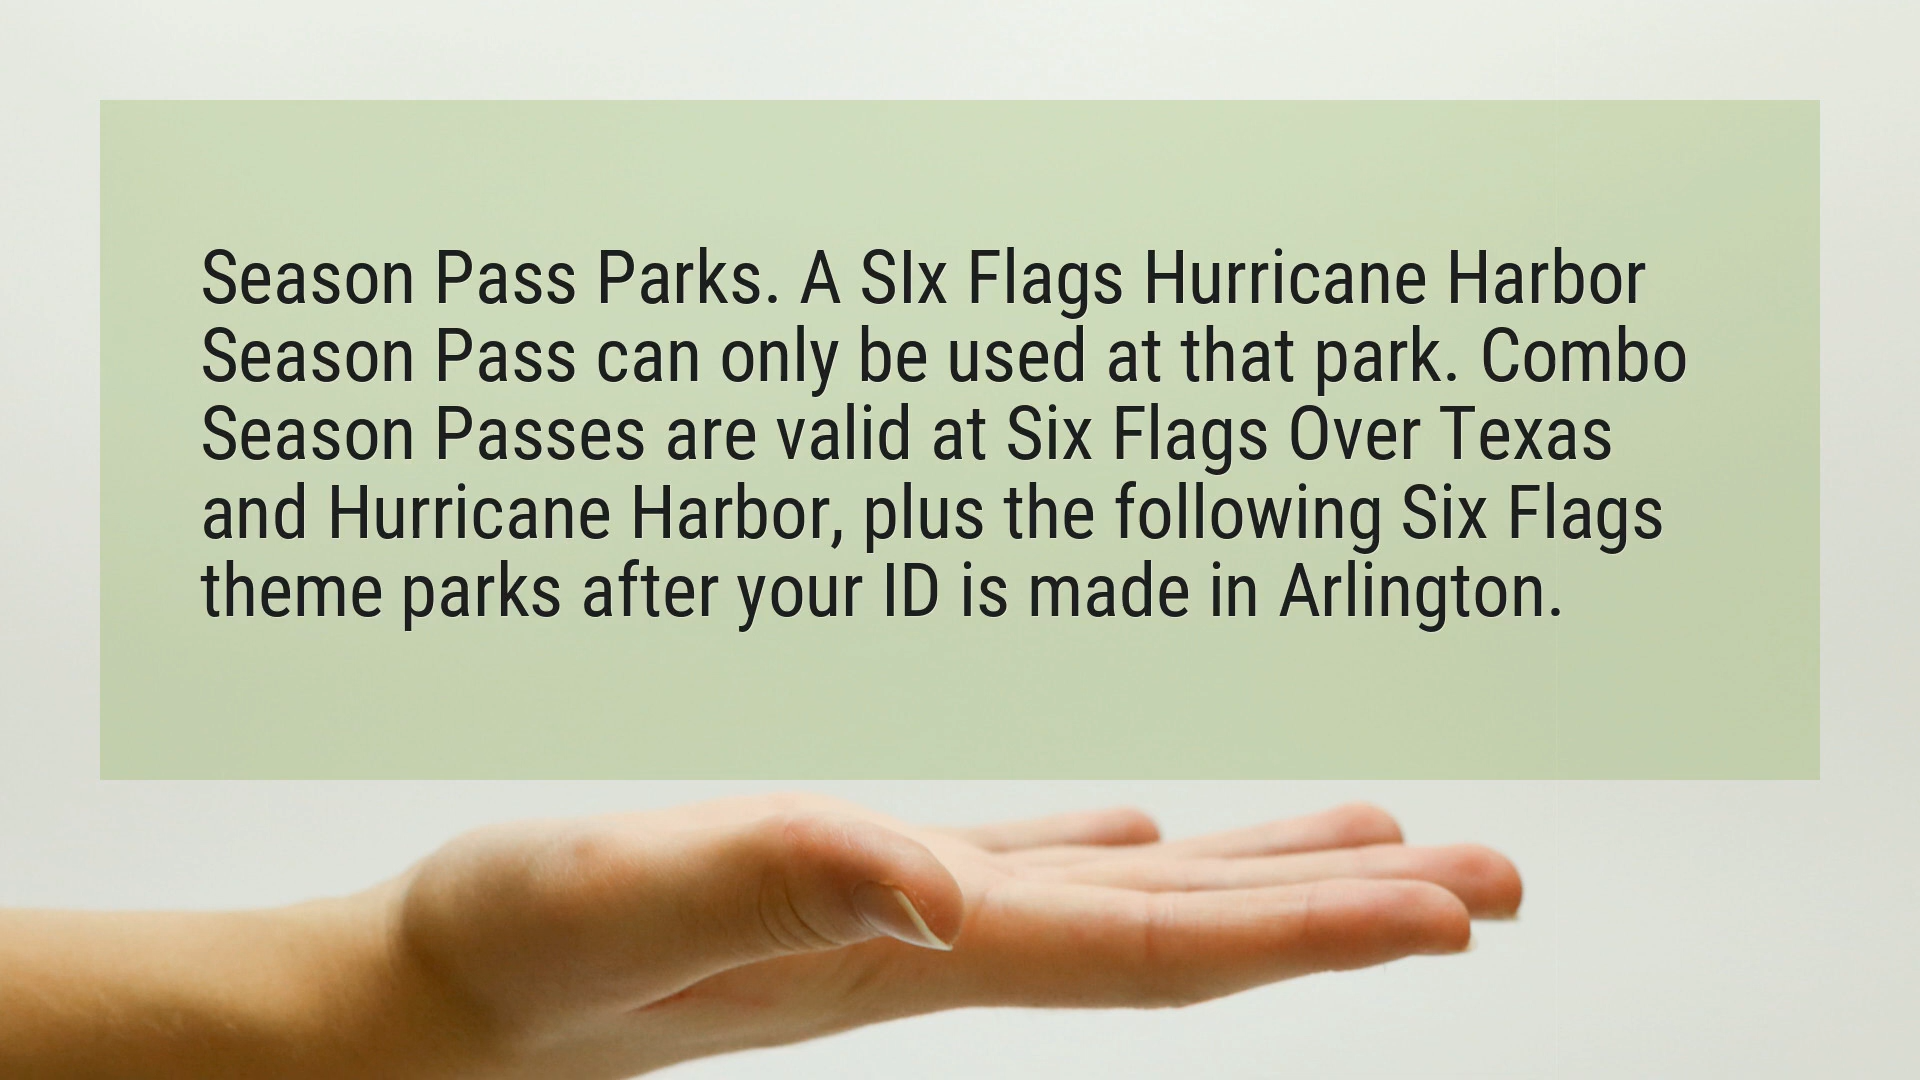 Season Pass Parks. A SIx Flags Hurricane Harbor
Season Pass can only be used at that park. Combo
Season Passes are valid at Six Flags Over Texas
and Hurricane Harbor, plus the following Six Flags
theme parks after your ID is made in Arlington.